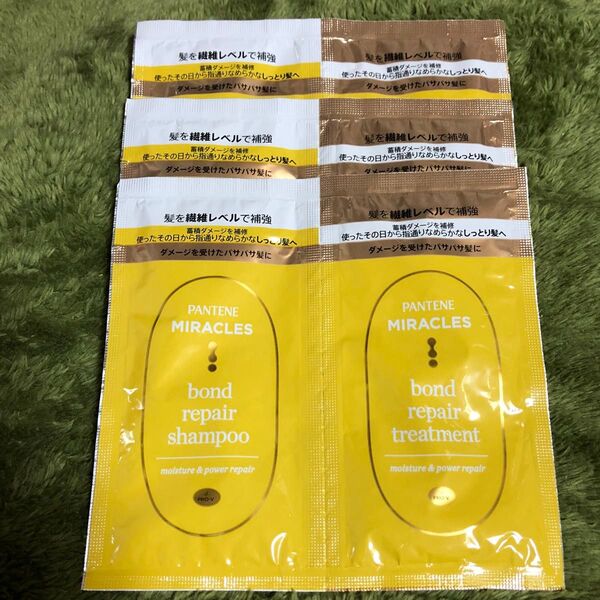 髪を繊維レベルで補強
蓄積ダメージを補修
使ったその日から指通りなめらかなしっとり髪へ
ダメージを受けたパサパサ髪に
髪を繊維レベルで補強
蓄積ダメージを補修
使ったその日から指通りなめらかなしっとり髪へ
ダメージを受けたパサパサ髪に
髪を繊維レベルで補強
蓄積ダメージを補修
使ったその日から指通りなめらかなしっとり髪へ
ダメージを受けたパサパサ髪に
髪を繊維レベルで補強
蓄積ダメージを補修
使ったその日から指通りなめらかなしっとり髪へ
ダメージを受けたパサパサ髪に
髪を繊維レベルで補強
蓄積ダメージを補修
使ったその日から指通りなめらかなしっとり髪へ
ダメージを受けたパサパサ髪に
PANTENE
MIRACLES
bond
repair
shampoo
moisture & power repair
PRO-V
髪を繊維レベルで補強
蓄積ダメージを補修
使ったその日から指通りなめらかなしっとり髪へ
ダメージを受けたパサパサ髪に
PANTENE
MIRACLES
bond
repair
treatment
moisture & power repair
PRO-V